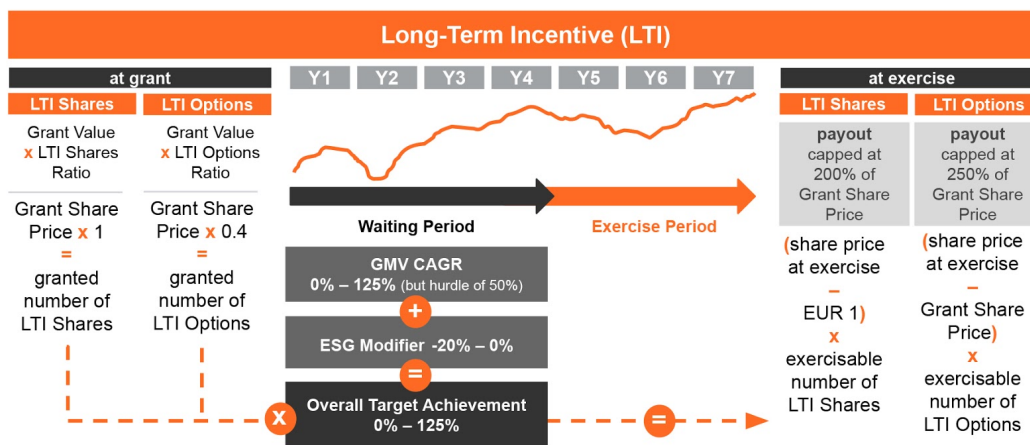 Long-Term Incentive (LTI)
at grant
LTI Shares
LTI Options
Grant Value
x LTI Shares
Ratio
Grant Value
x LTI Options
Ratio
Grant Share
Price x 1
=
granted
number of
LTI Shares
Grant Share
Price x 0.4
=
granted
number of
LTI Options
Y1
Y2
Y3
Y4
Y5
Y6
Y7
Waiting Period
Exercise Period
GMV CAGR
0% – 125% (but hurdle of 50%)
+
ESG Modifier -20% – 0%
=
x
Overall Target Achievement
0% – 125%
=
at exercise
LTI Shares
LTI Options
payout
capped at
200% of
Grant Share
Price
payout
capped at
250% of
Grant Share
Price
(share price
at exercise
–
EUR 1)
x
exercisable
number of
LTI Shares
(share price
at exercise
–
Grant Share
Price)
x
exercisable
number of
LTI Options